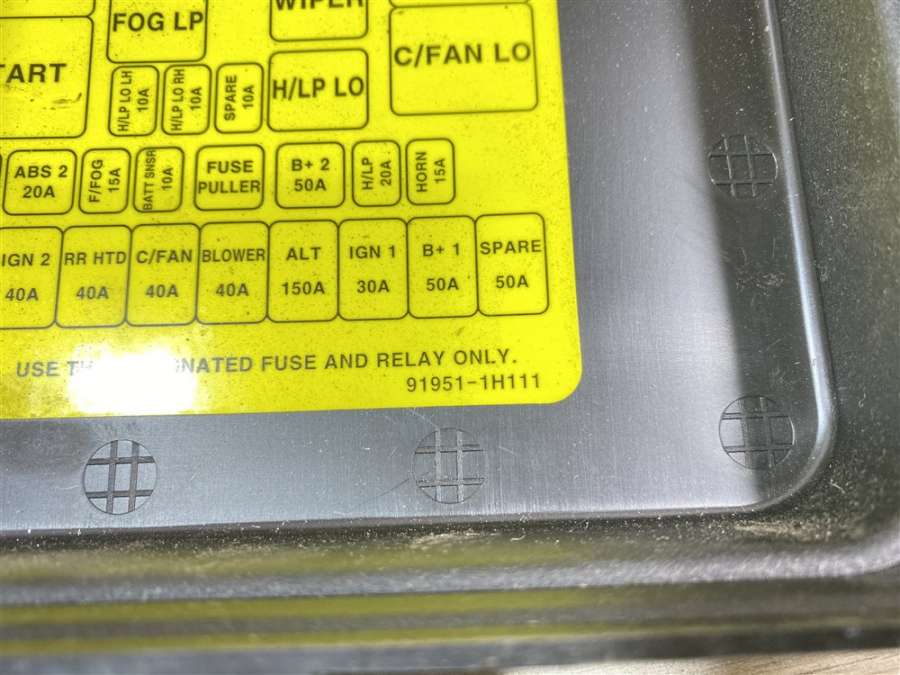 WIPER
FOG LP
C/FAN LO
TART
H/LP LO LH
10A
H/LP LO RH
10A
SPARE
10A
H/LP LO
ABS 2
20A
F/FOG
15A
BATT SNSR
10A
FUSE
PULLER
B+ 2
50A
H/LP
20A
HORN
15A
IGN 2
40A
RR HTD
40A
C/FAN
40A
BLOWER
40A
ALT
150A
IGN 1
30A
B+ 1
50A
SPARE
50A
USE FUSE AND RELAY ONLY.
91951-1H111